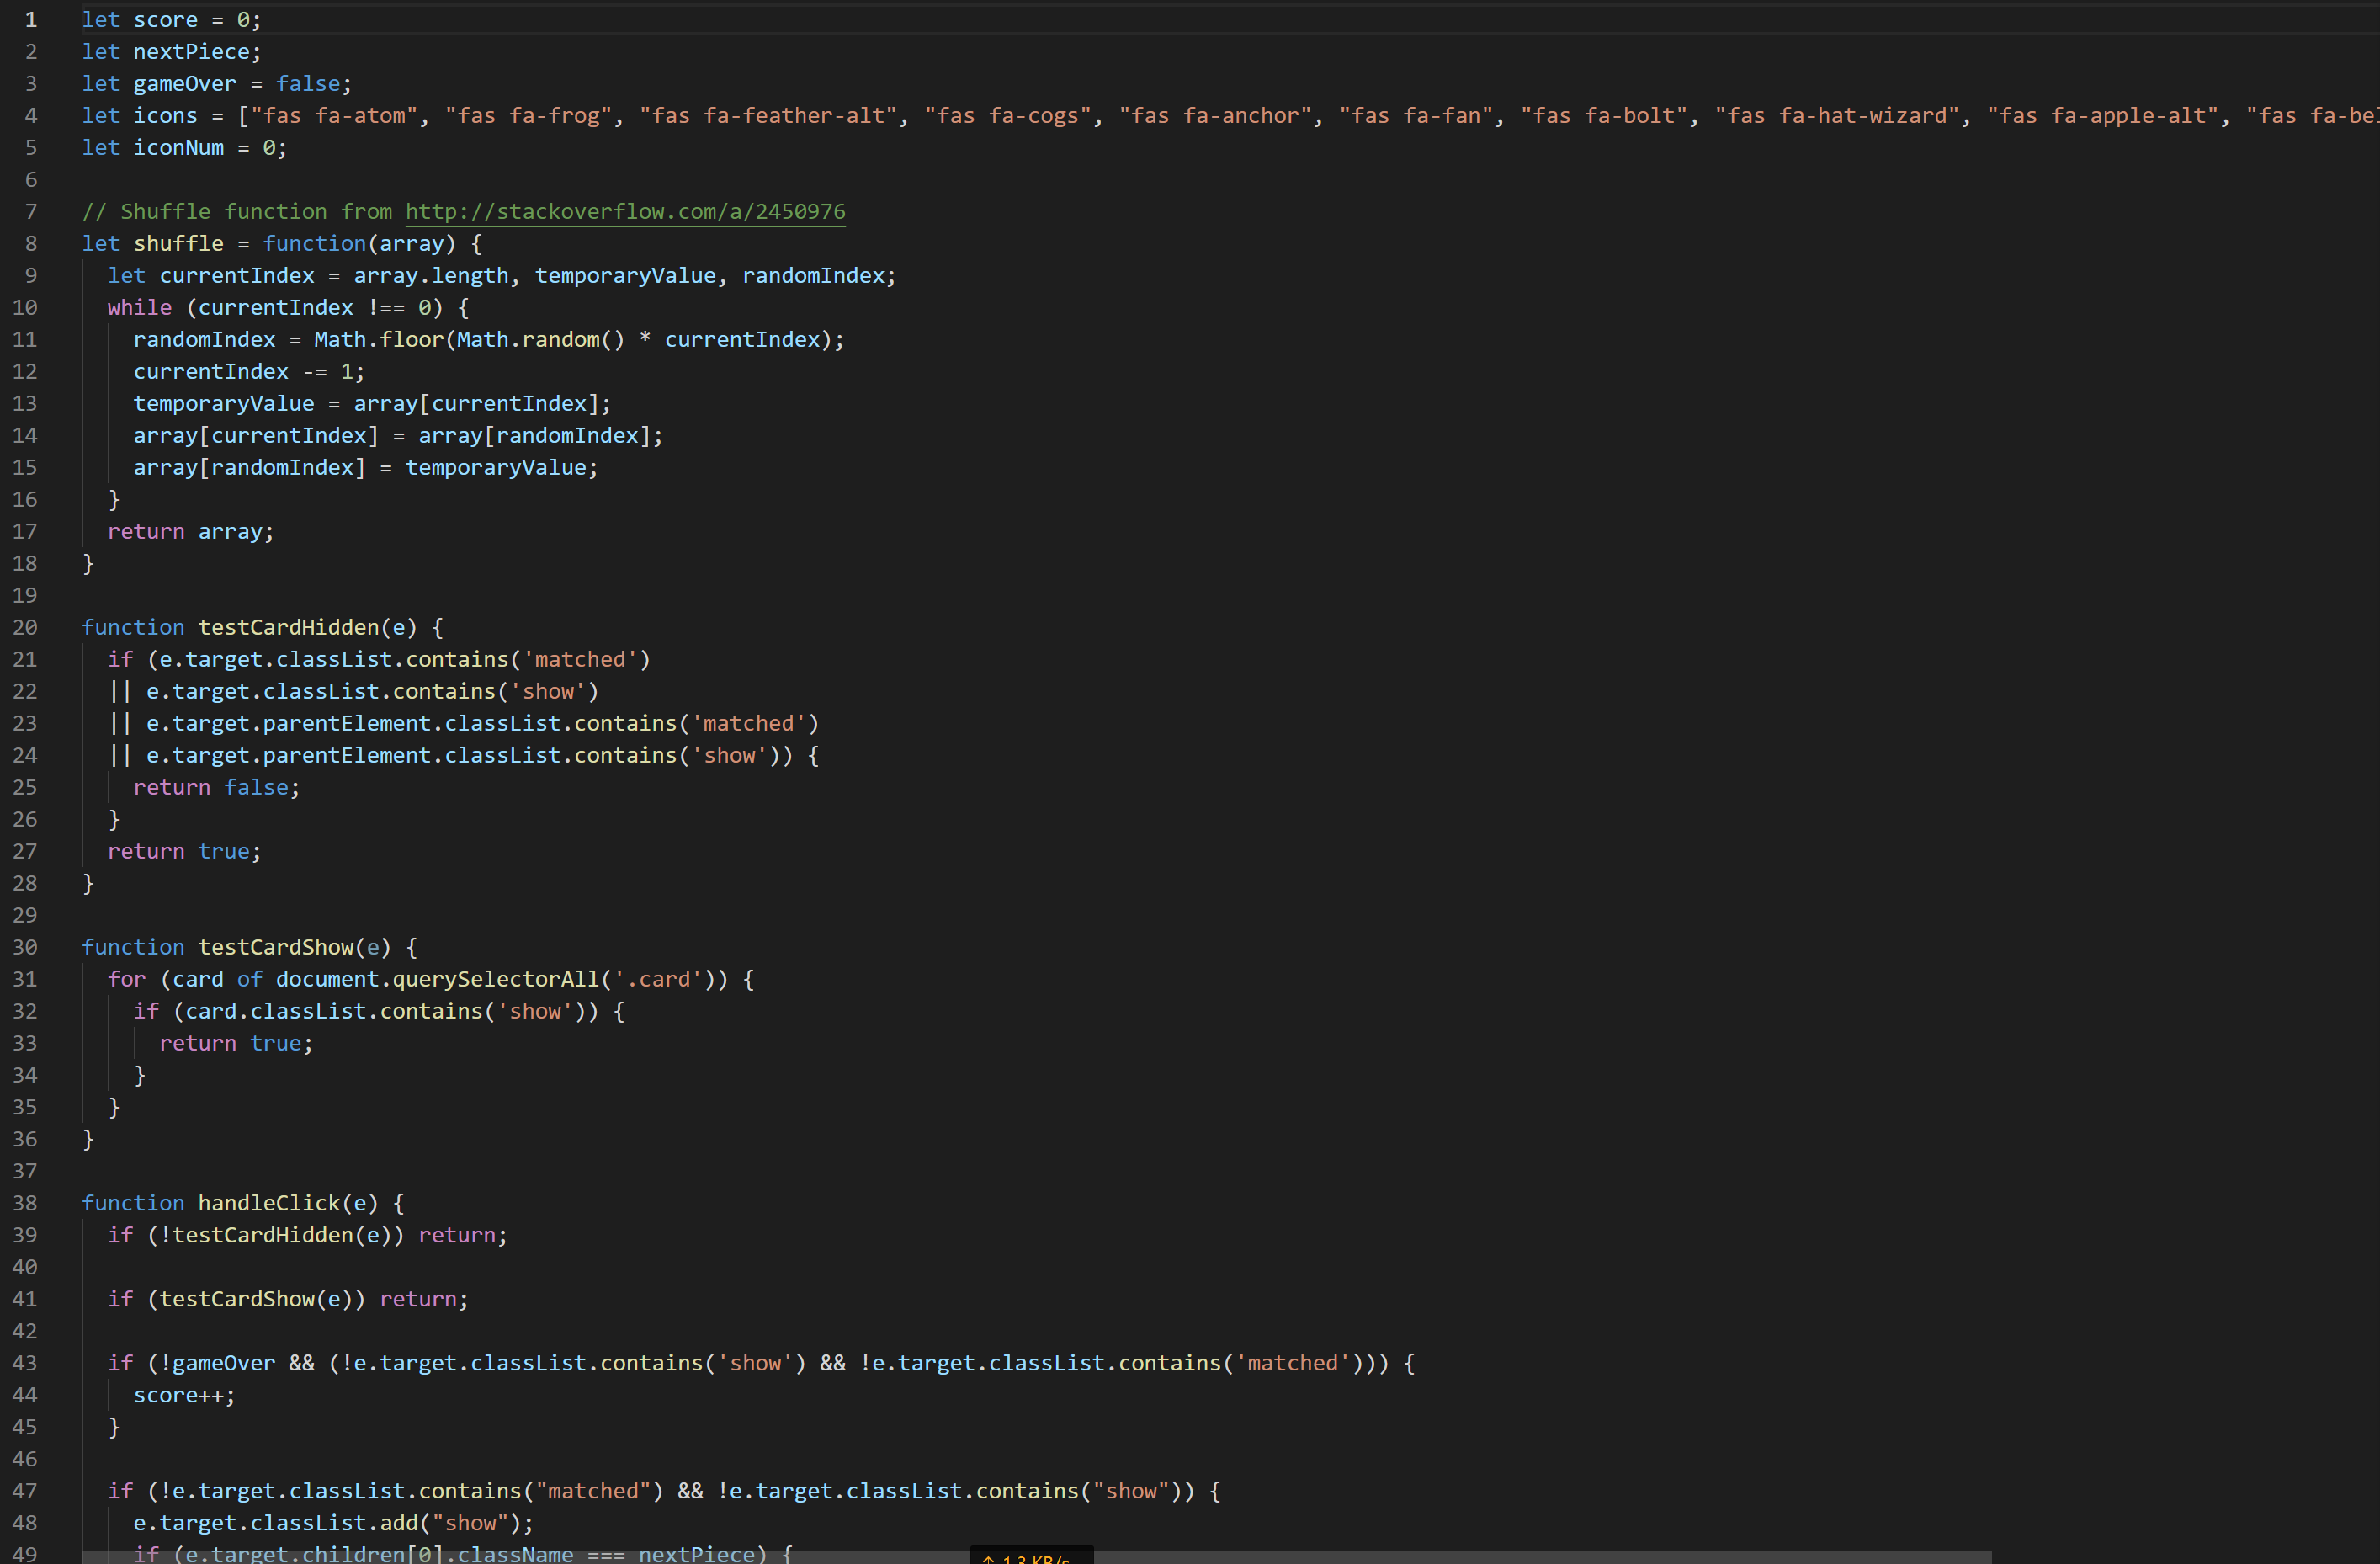 1 let score = 0;
2 let nextPiece;
3 let gameOver = false;
4 let icons = ["fas fa-atom", "fas fa-frog", "fas fa-feather-alt", "fas fa-cogs", "fas fa-anchor", "fas fa-fan", "fas fa-bolt", "fas fa-hat-wizard", "fas fa-apple-alt", "fas fa-bel
5 let iconNum = 0;
6
7 // Shuffle function from http://stackoverflow.com/a/2450976
8 let shuffle = function(array) {
9 let currentIndex = array.length, temporaryValue, randomIndex;
10 while (currentIndex !== 0) {
11 randomIndex = Math.floor(Math.random() * currentIndex);
12 currentIndex -= 1;
13 temporaryValue = array[currentIndex];
14 array[currentIndex] = array[randomIndex];
15 array[randomIndex] = temporaryValue;
16 }
17 return array;
18 }
19
20 function testCardHidden(e) {
21 if (e.target.classList.contains('matched')
22 || e.target.classList.contains('show')
23 || e.target.parentElement.classList.contains('matched')
24 || e.target.parentElement.classList.contains('show')) {
25 return false;
26 }
27 return true;
28 }
29
30 function testCardShow(e) {
31 for (card of document.querySelectorAll('.card')) {
32 if (card.classList.contains('show')) {
33 return true;
34 }
35 }
36 }
37
38 function handleClick(e) {
39 if (!testCardHidden(e)) return;
40
41 if (testCardShow(e)) return;
42
43 if (!gameOver && (!e.target.classList.contains('show') && !e.target.classList.contains('matched'))) {
44 score++;
45 }
46
47 if (!e.target.classList.contains("matched") && !e.target.classList.contains("show")) {
48 e.target.classList.add("show");
49 if (e.target.children[0].className === nextPiece) {
↑ 1.3 KB/s